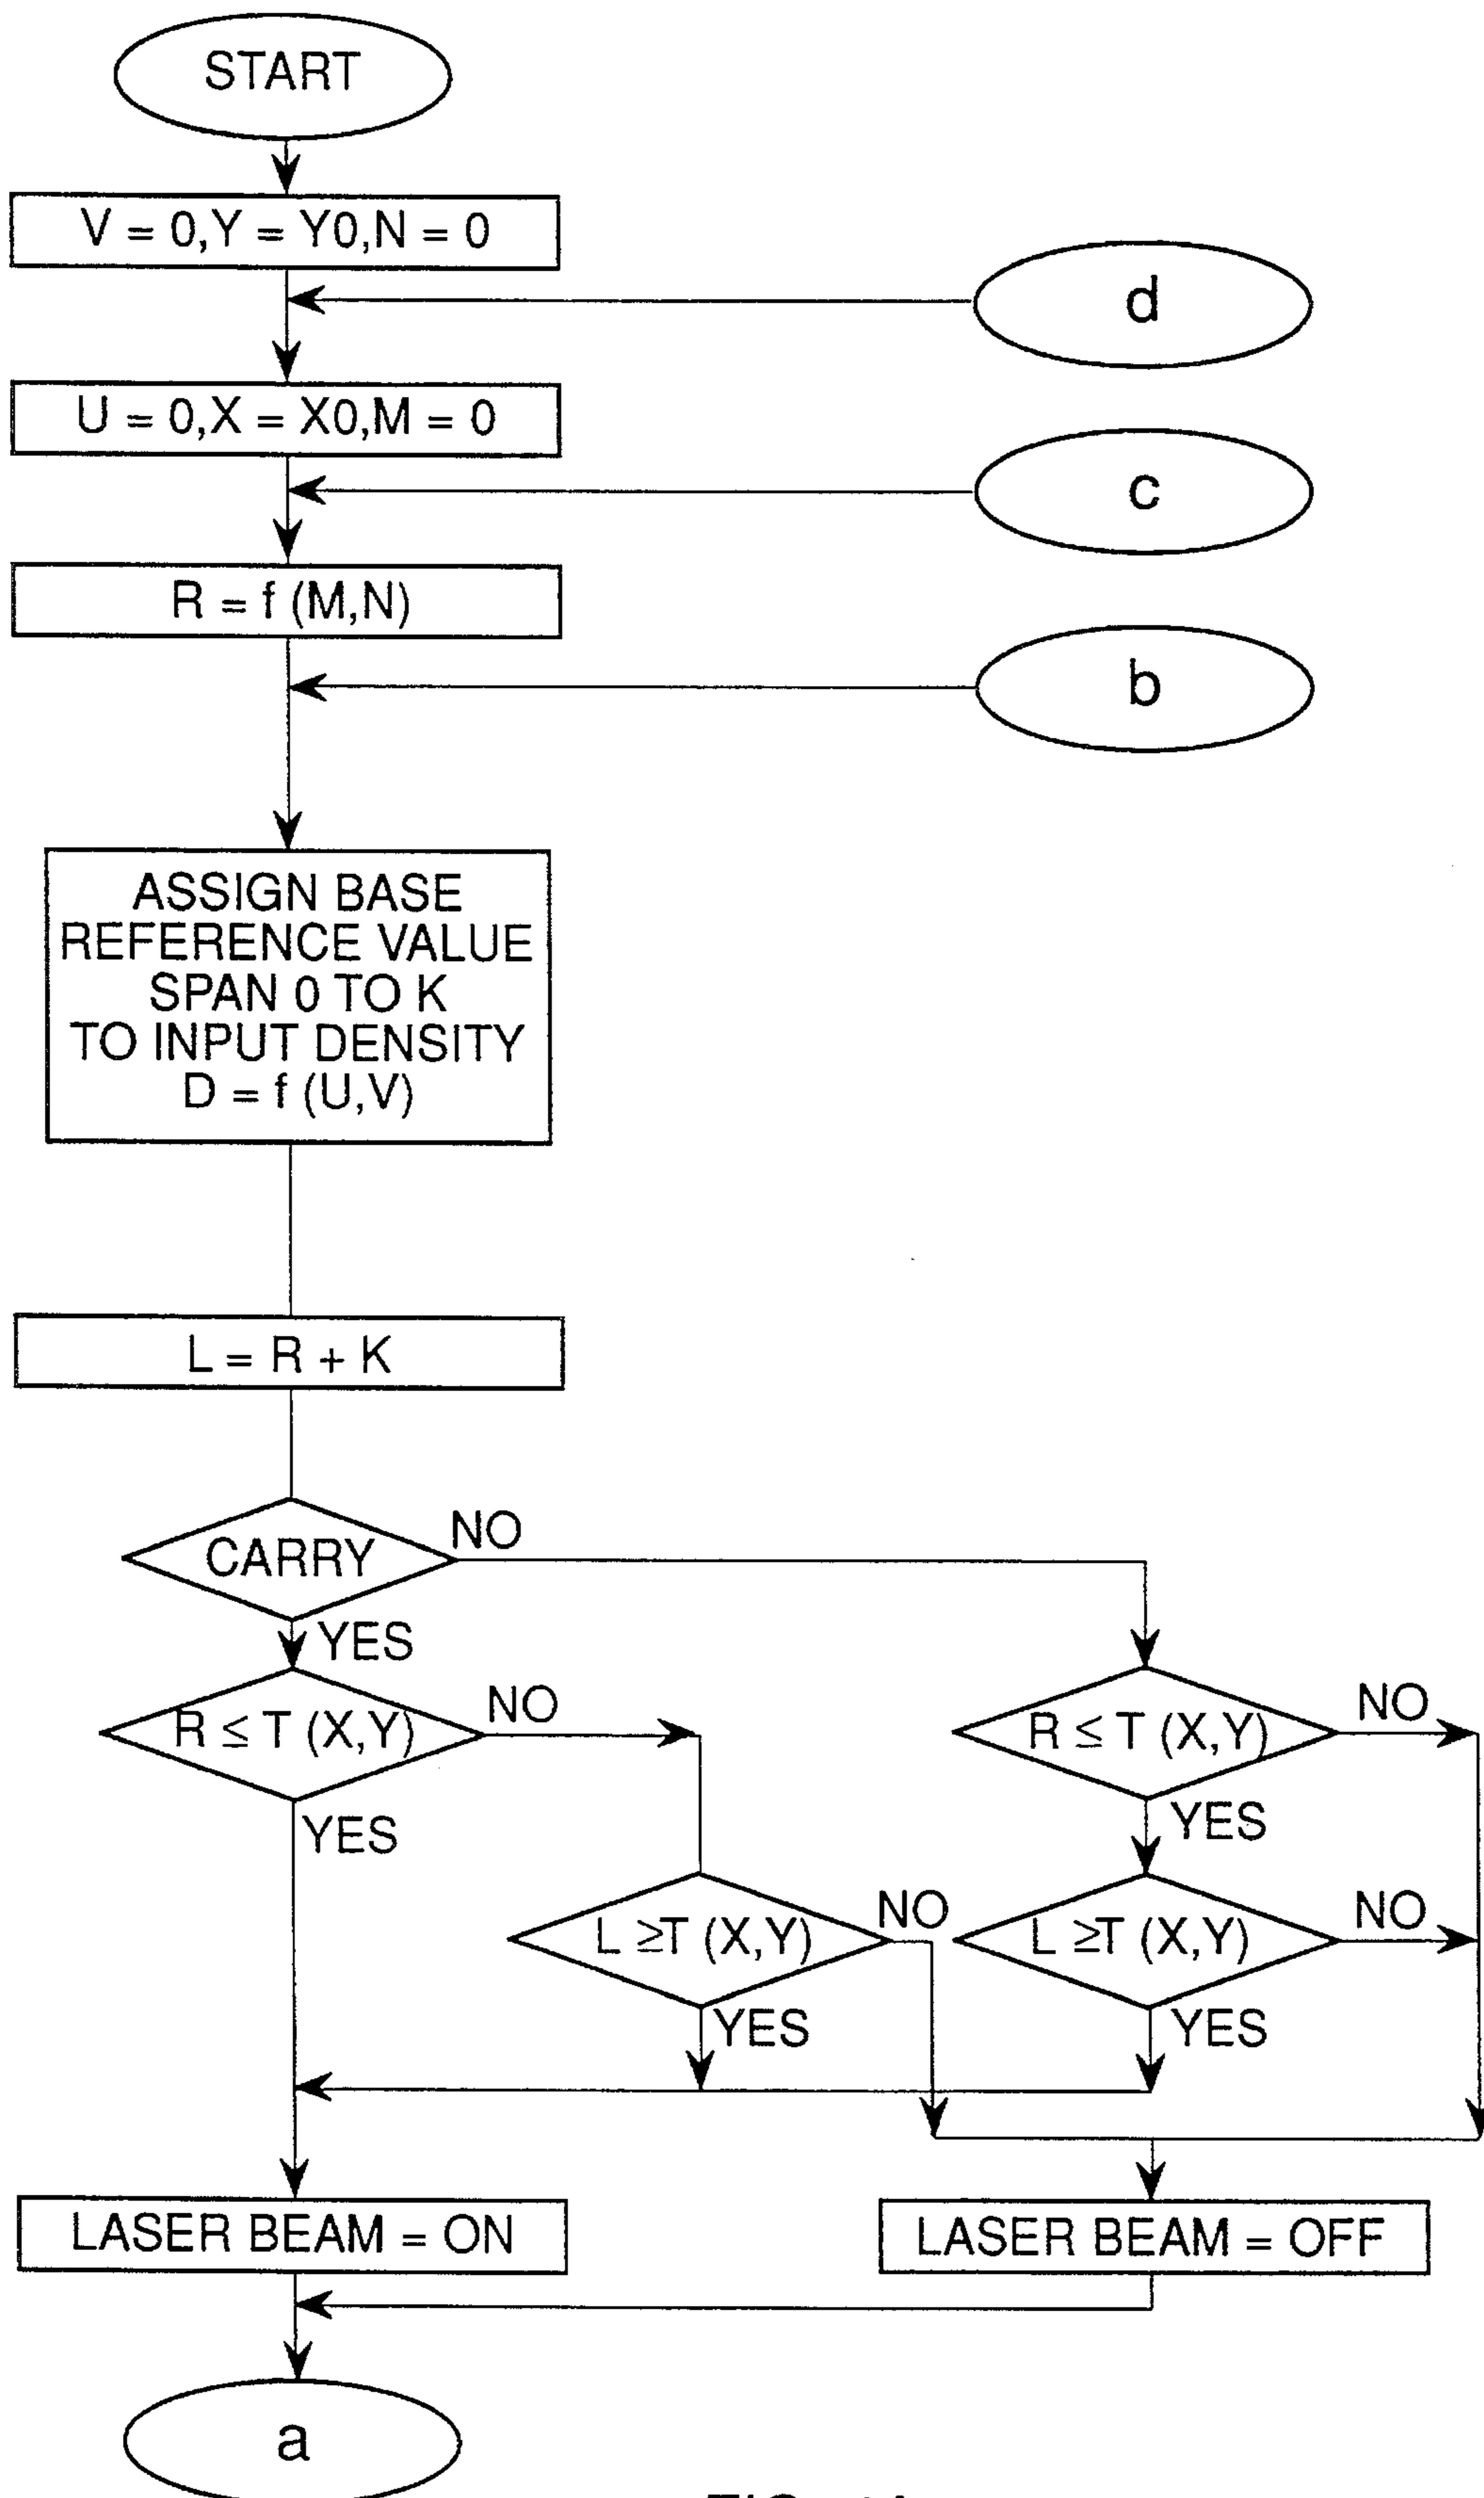 START
V = 0,Y = Y0,N = 0
d
U = 0,X = X0,M = 0
c
R = f (M,N)
b
ASSIGN BASE
REFERENCE VALUE
SPAN 0 TO K
TO INPUT DENSITY
D = f (U,V)
L = R + K
CARRY
NO
YES
R ≤ T (X,Y)
NO
R ≤ T (X,Y)
NO
YES
YES
L ≥T (X,Y)
NO
L ≥T (X,Y)
NO
YES
YES
LASER BEAM = ON
LASER BEAM = OFF
a